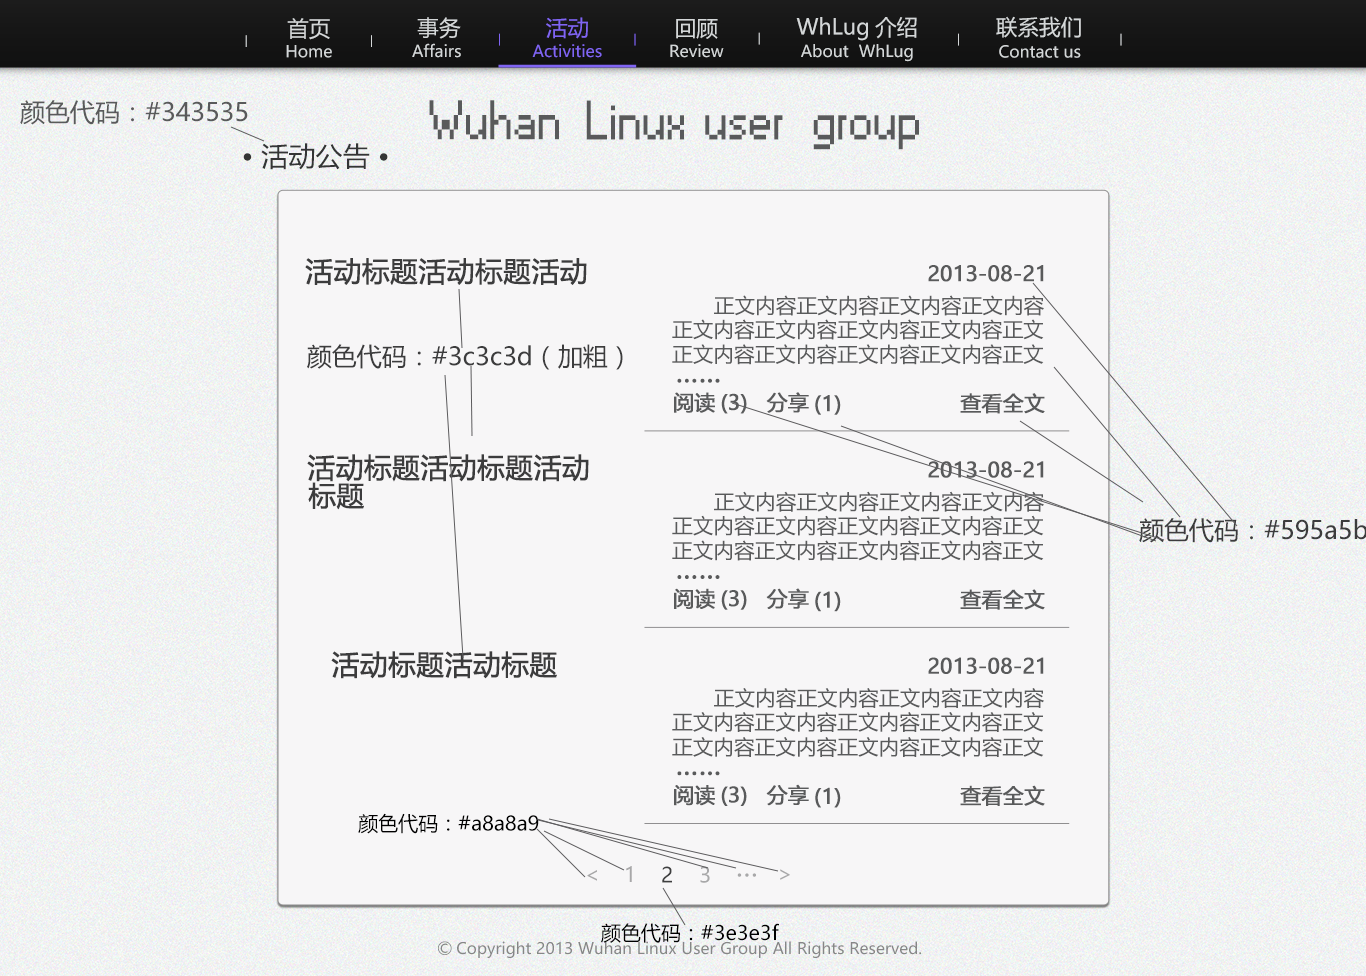 首页 事务 活动 回顾 WhLug 介绍 联系我们
Home Affairs Activities Review About WhLug Contact us
颜色代码：#343535
Wuhan Linux user group
• 活动公告 •
活动标题活动标题活动
2013-08-21
正文内容正文内容正文内容正文内容
正文内容正文内容正文内容正文内容正文
颜色代码：#3c3c3d（加粗）
正文内容正文内容正文内容正文内容正文
……
阅读 (3) 分享 (1) 查看全文
活动标题活动标题活动
标题
2013-08-21
正文内容正文内容正文内容正文内容
正文内容正文内容正文内容正文内容正文
颜色代码：#595a5b
正文内容正文内容正文内容正文内容正文
……
阅读 (3) 分享 (1) 查看全文
活动标题活动标题
2013-08-21
正文内容正文内容正文内容正文内容
正文内容正文内容正文内容正文内容正文
正文内容正文内容正文内容正文内容正文
……
阅读 (3) 分享 (1) 查看全文
颜色代码：#a8a8a9
< 1 2 3 ··· >
颜色代码：#3e3e3f
© Copyright 2013 Wuhan Linux User Group All Rights Reserved.